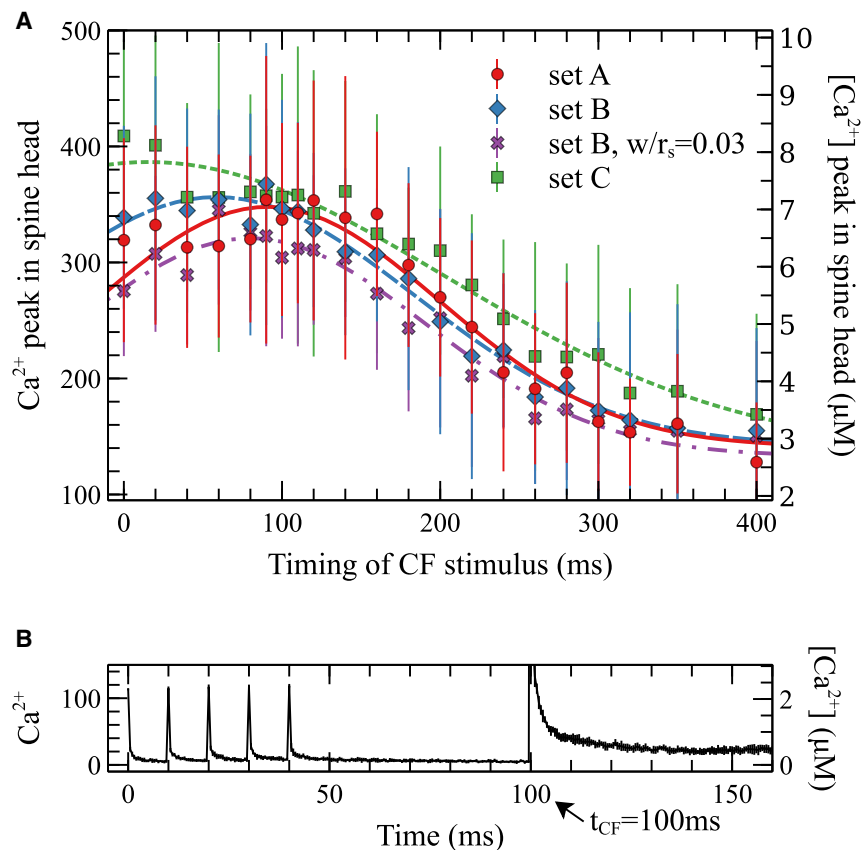 A
500
400
300
200
100
Ca2+ peak in spine head
10
9
8
7
6
5
4
3
2
[Ca2+] peak in spine head (μM)
set A
set B
set B, w/rs=0.03
set C
0
100
200
300
400
Timing of CF stimulus (ms)
B
100
0
Ca2+
2
1
0
[Ca2+] (μM)
0
50
100
150
tCF=100ms
Time (ms)